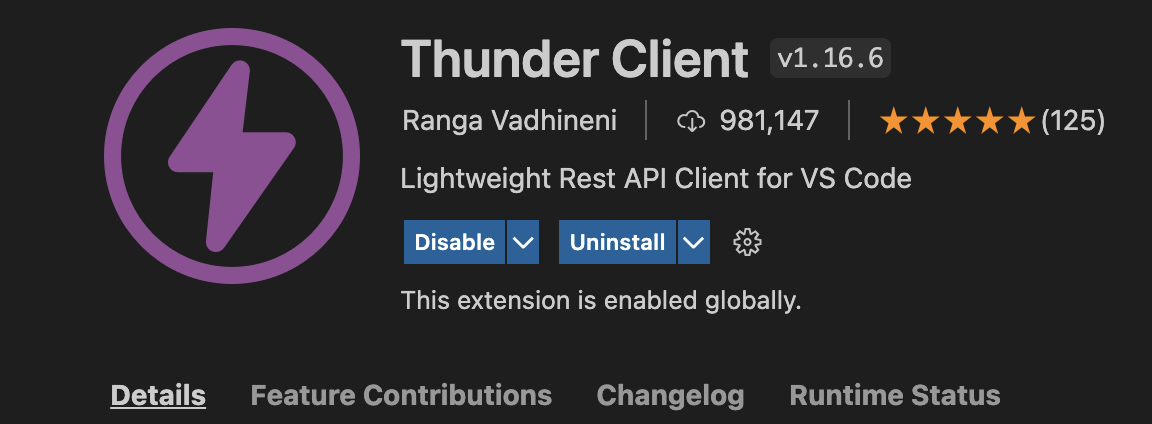 Thunder Client v1.16.6
Ranga Vadhineni 981,147 (125)
Lightweight Rest API Client for VS Code
Disable Uninstall
This extension is enabled globally.
Details Feature Contributions Changelog Runtime Status